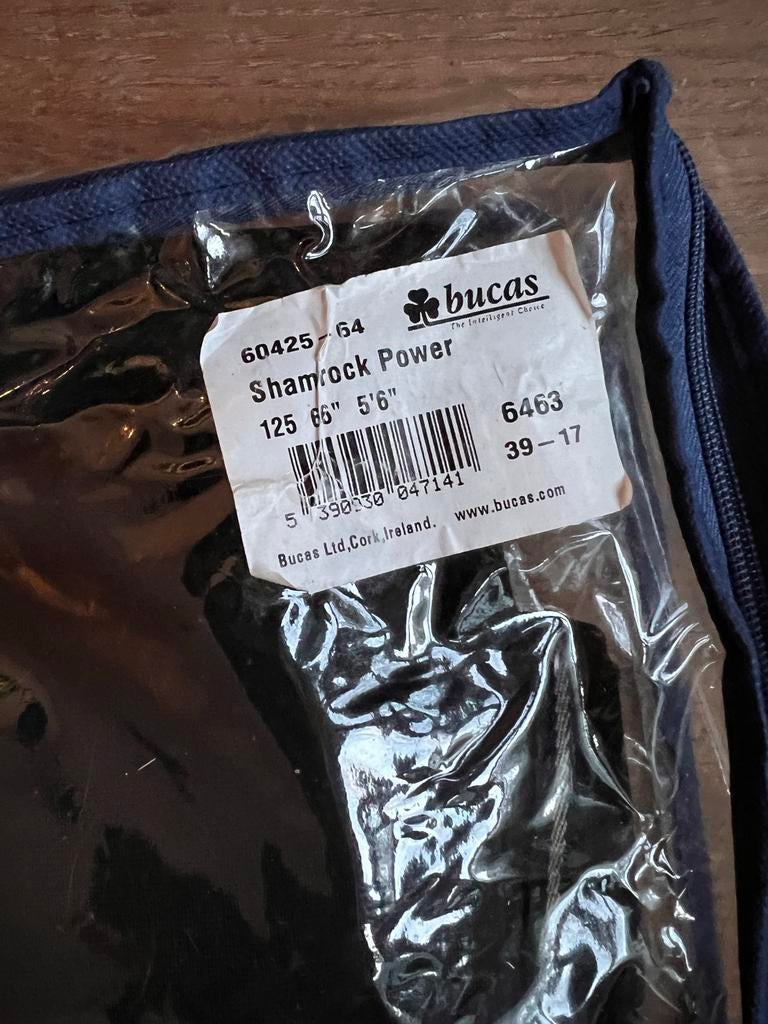 bucas
The Intelligent Choice
60425-64
Shamrock Power
125 66" 5'6"
6463
39-17
5 390930 047141
Bucas Ltd,Cork,Ireland. www.bucas.com